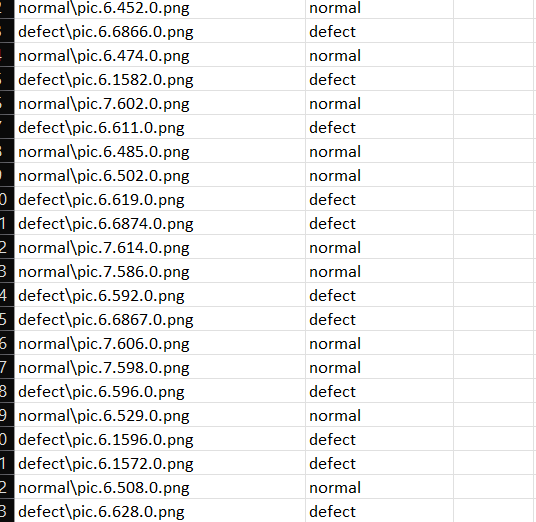 2 normal\pic.6.452.0.png normal
3 defect\pic.6.6866.0.png defect
4 normal\pic.6.474.0.png normal
5 defect\pic.6.1582.0.png defect
6 normal\pic.7.602.0.png normal
7 defect\pic.6.611.0.png defect
8 normal\pic.6.485.0.png normal
9 normal\pic.6.502.0.png normal
0 defect\pic.6.619.0.png defect
1 defect\pic.6.6874.0.png defect
2 normal\pic.7.614.0.png normal
3 normal\pic.7.586.0.png normal
4 defect\pic.6.592.0.png defect
5 defect\pic.6.6867.0.png defect
6 normal\pic.7.606.0.png normal
7 normal\pic.7.598.0.png normal
8 defect\pic.6.596.0.png defect
9 normal\pic.6.529.0.png normal
0 defect\pic.6.1596.0.png defect
1 defect\pic.6.1572.0.png defect
2 normal\pic.6.508.0.png normal
3 defect\pic.6.628.0.png defect